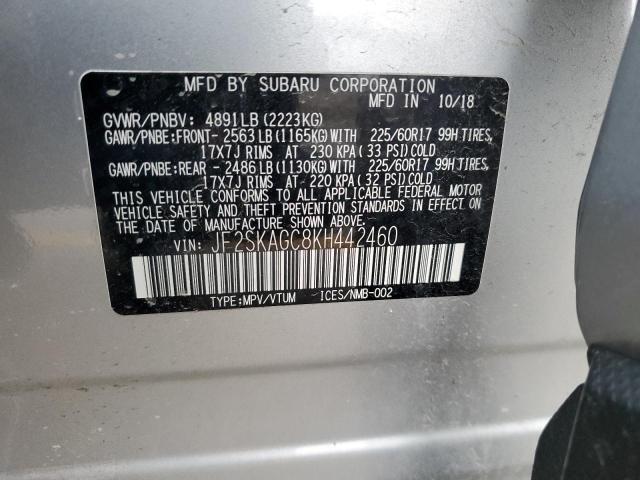 MFD BY SUBARU CORPORATION
MFD IN 10/18
GVWR/PNBV: 4891LB (2223KG)
GAWR/PNBE:FRONT- 2563 LB (1165KG) WITH 225/60R17 99H TIRES,
17X7J RIMS AT 230 KPA (33 PSI) COLD
GAWR/PNBE:REAR - 2486 LB (1130KG) WITH 225/60R17 99H TIRES,
17X7J RIMS AT 220 KPA (32 PSI) COLD
THIS VEHICLE CONFORMS TO ALL APPLICABLE FEDERAL MOTOR
VEHICLE SAFETY AND THEFT PREVENTION STANDARDS IN EFFECT ON
THE DATE OF MANUFACTURE SHOWN ABOVE.
VIN: JF2SKAGC8KH442460
TYPE:MPV/VTUM ICES/NMB-002